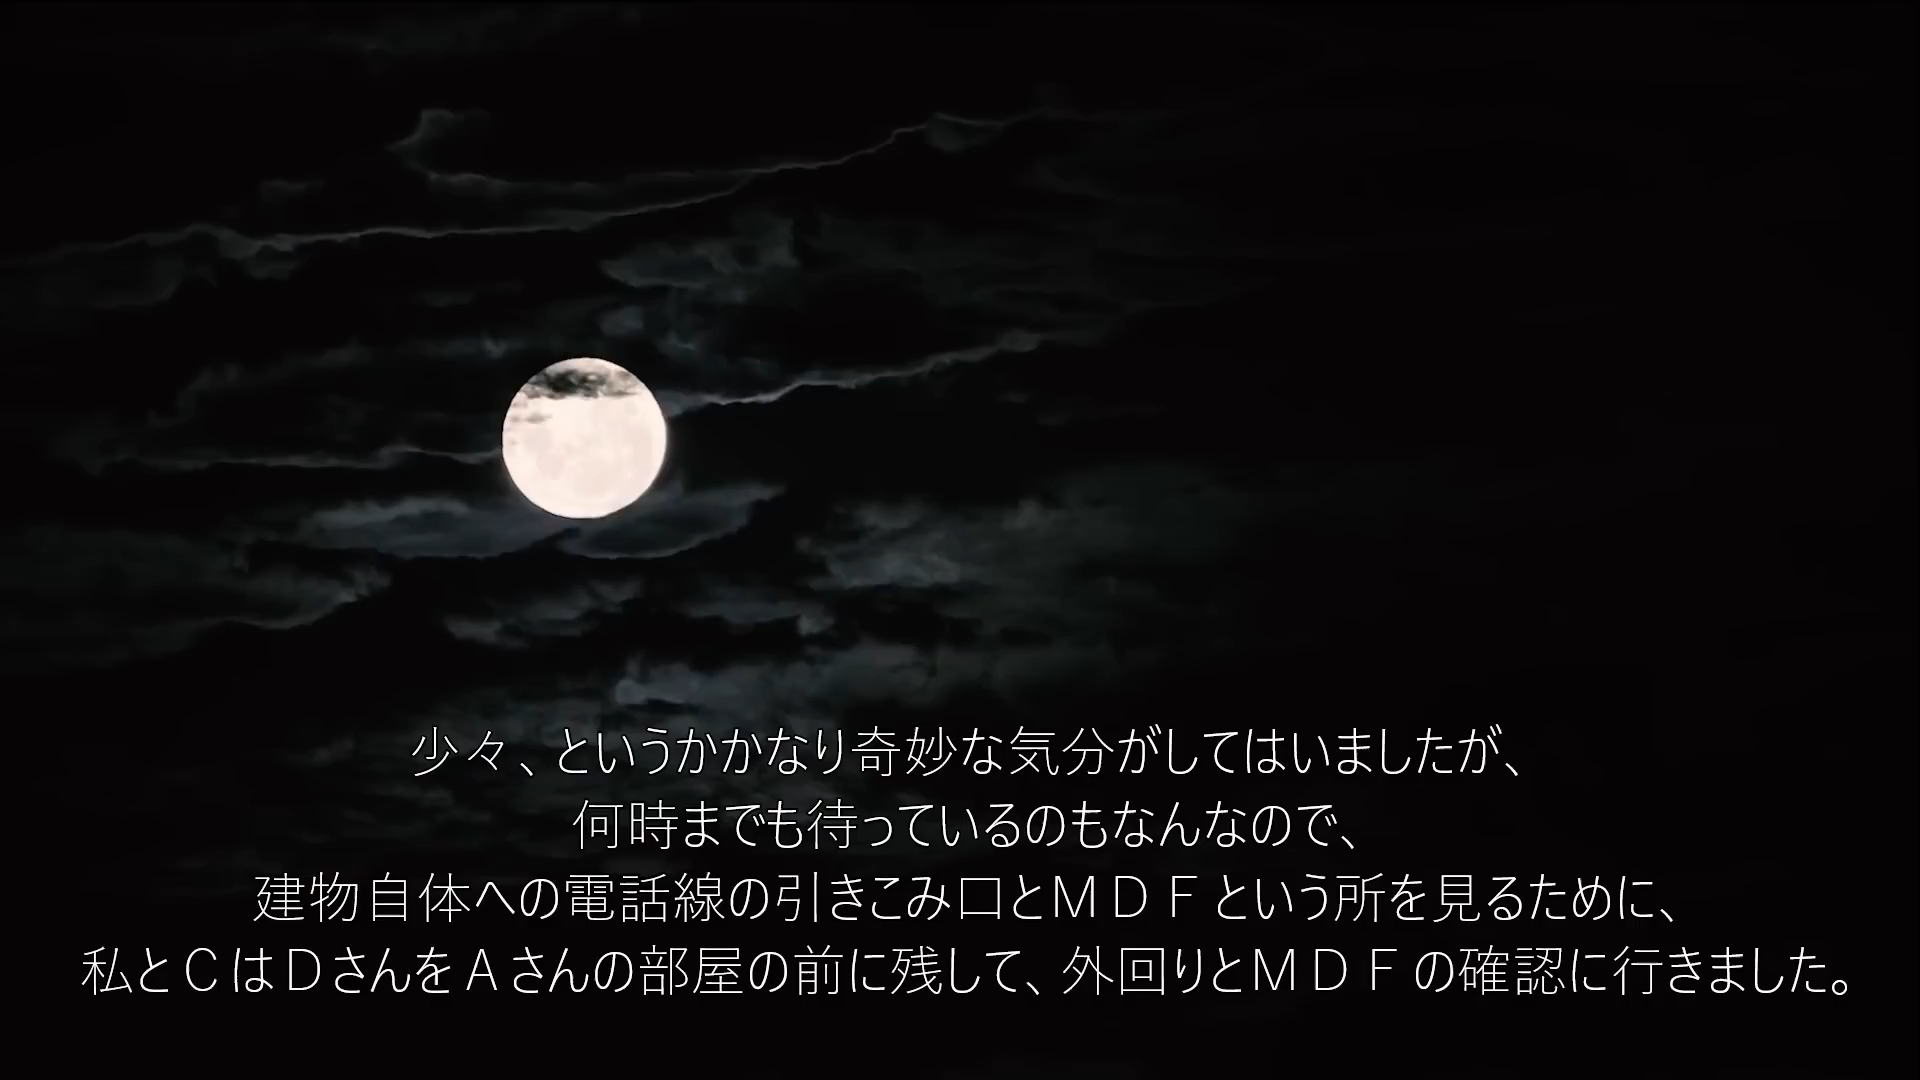 少々、というかかなり奇妙な気分がしてはいましたが、
何時までも待っているのもなんなので、
建物自体への電話線の引きこみ口とＭＤＦという所を見るために、
私とＣはＤさんをＡさんの部屋の前に残して、外回りとＭＤＦの確認に行きました。